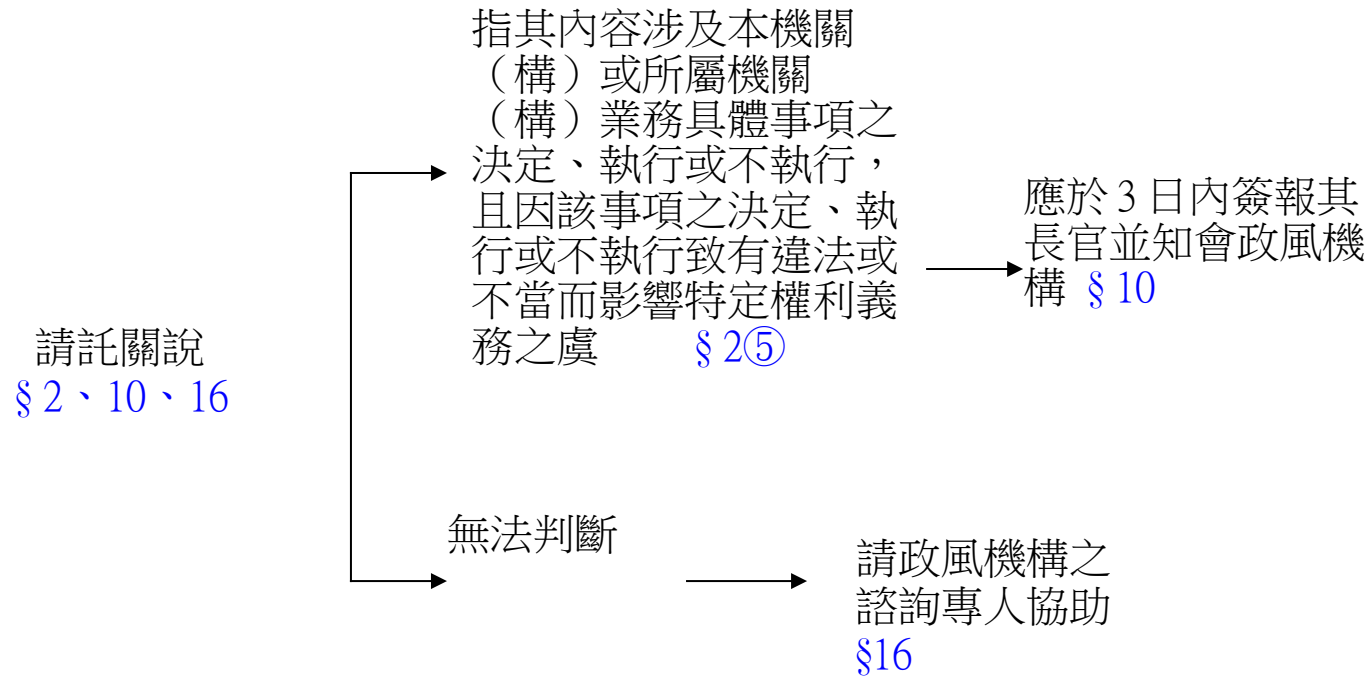 請託關說
§2、10、16
指其內容涉及本機關
（構）或所屬機關
（構）業務具體事項之
決定、執行或不執行，
且因該事項之決定、執
行或不執行致有違法或
不當而影響特定權利義
務之虞 §2⑤
應於3日內簽報其
長官並知會政風機
構 §10
無法判斷
請政風機構之
諮詢專人協助
§16